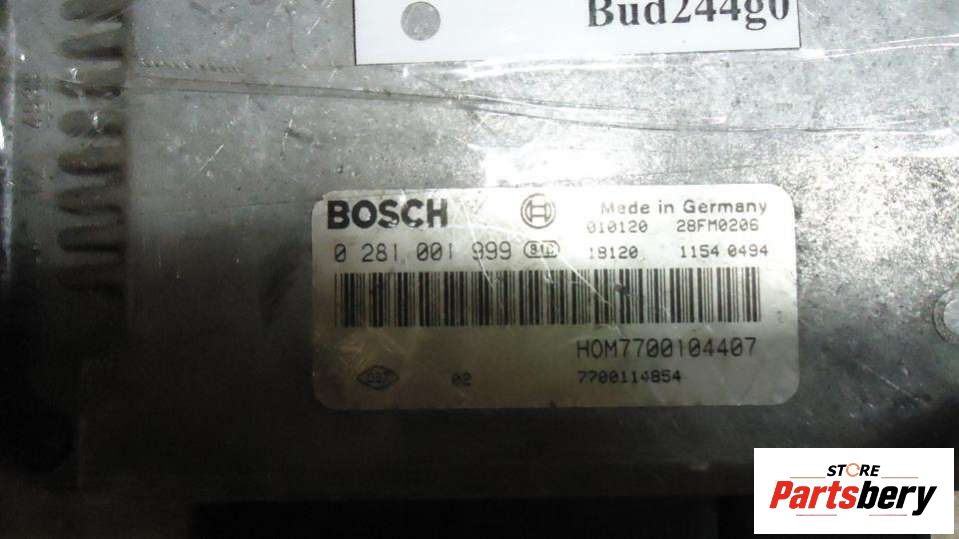 Bud244g0
BOSCH Made in Germany
010120 28FM0206
0 281 001 999 18120 1154 0494
HOM7700104407
02 7700114854
STORE
Partsbery